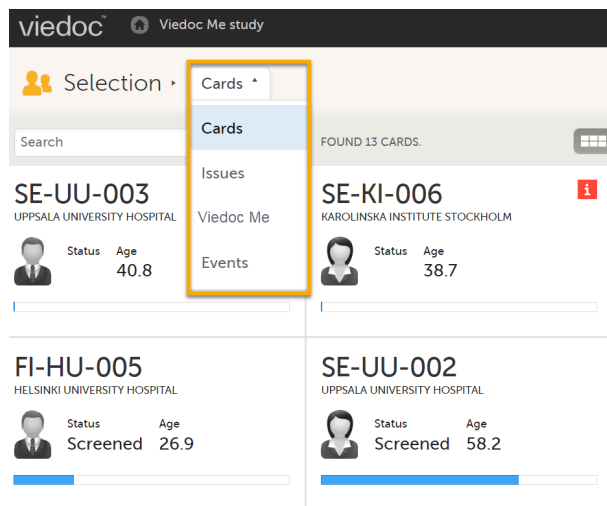 viedoc™ Viedoc Me study
Selection Cards
Cards
Issues
Viedoc Me
Events
Search
FOUND 13 CARDS.
SE-UU-003
UPPSALA UNIVERSITY HOSPITAL
Status Age
40.8
SE-KI-006
i
KAROLINSKA INSTITUTE STOCKHOLM
Status Age
38.7
FI-HU-005
HELSINKI UNIVERSITY HOSPITAL
Status Age
Screened 26.9
SE-UU-002
UPPSALA UNIVERSITY HOSPITAL
Status Age
Screened 58.2